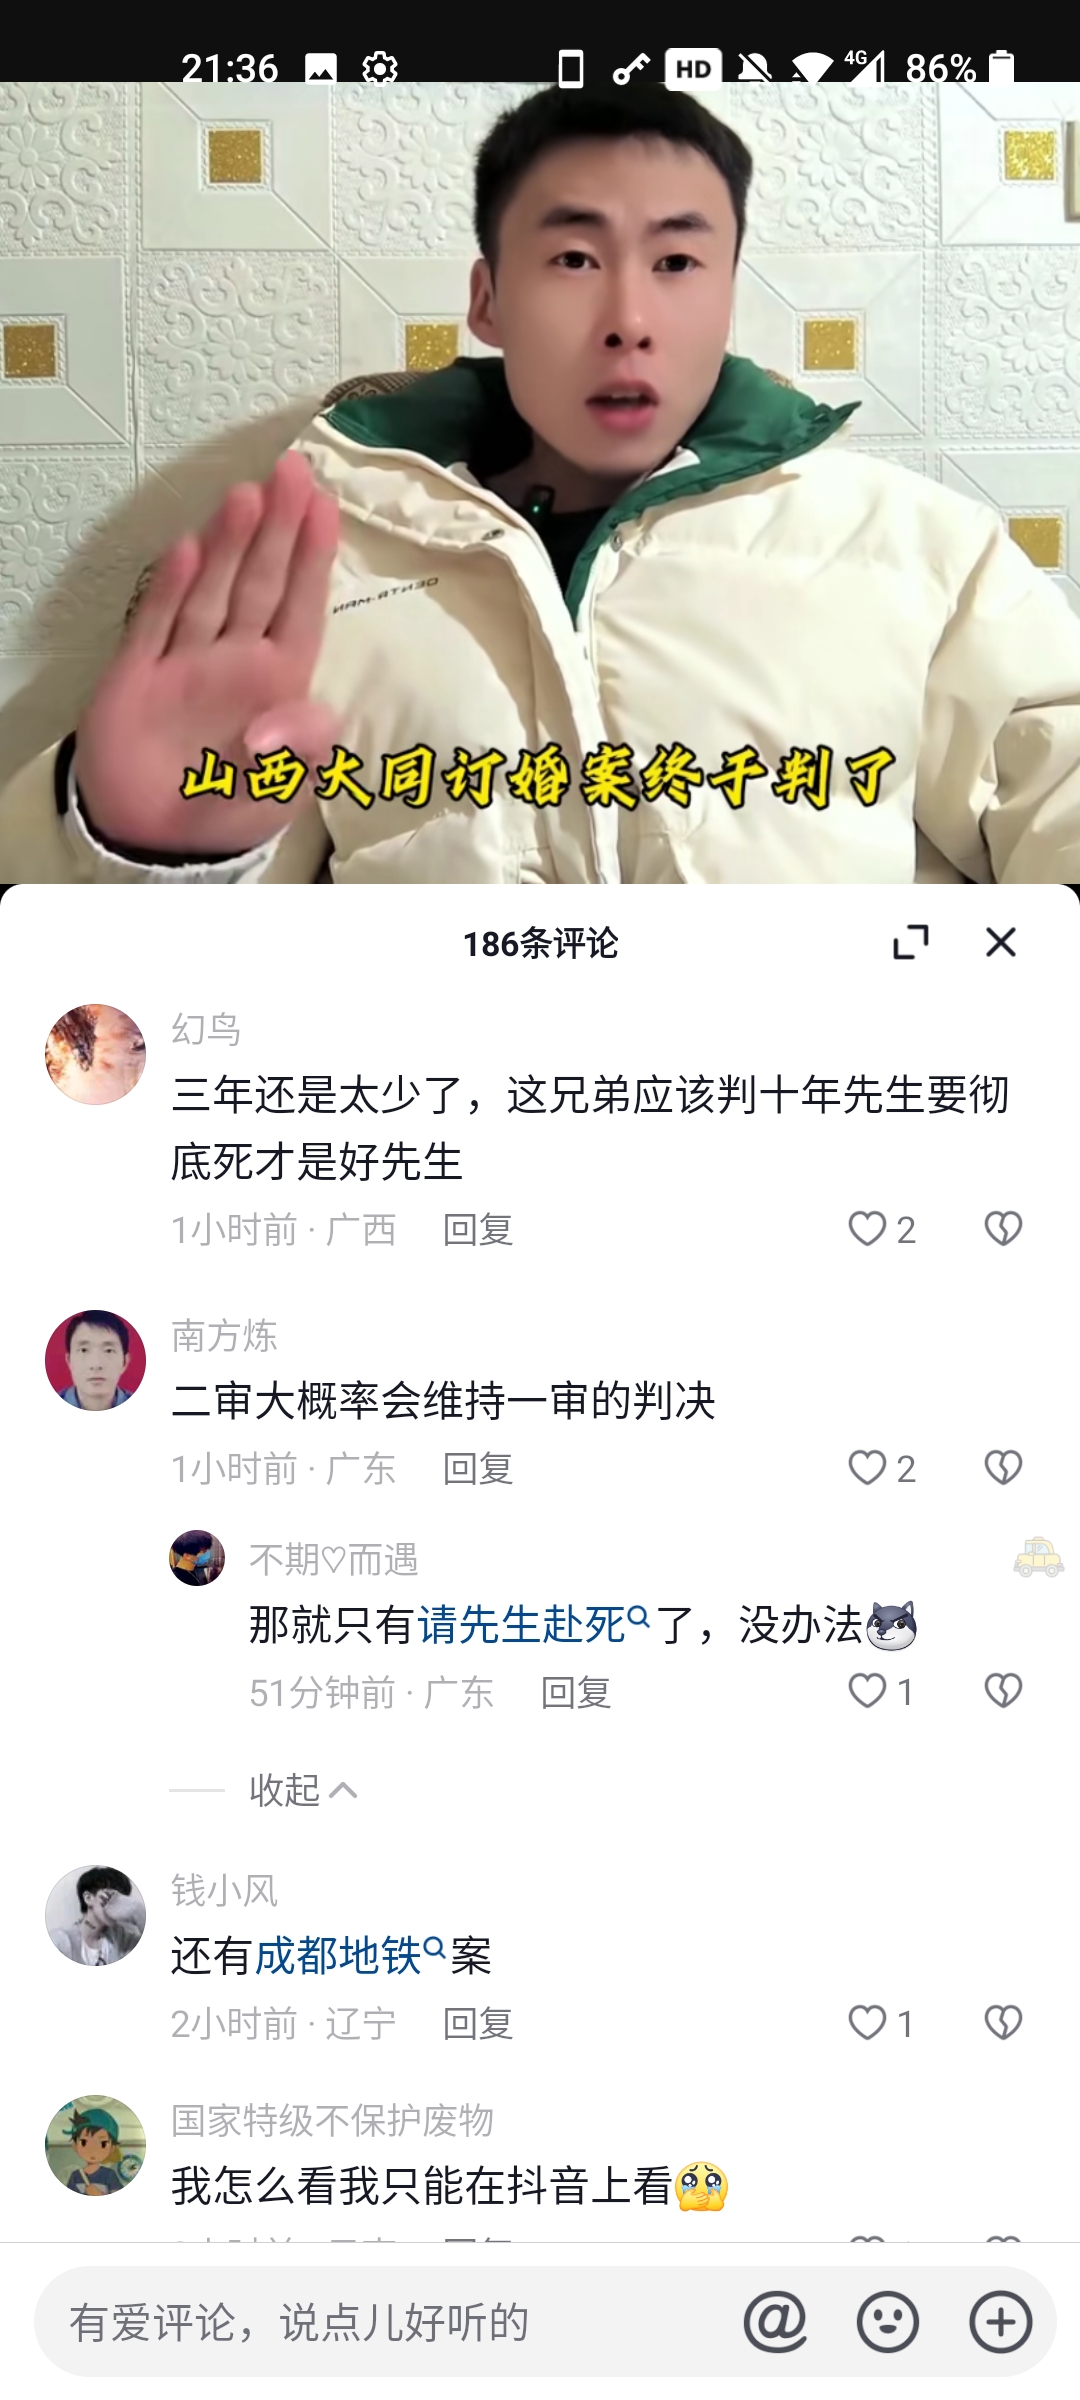 21:36
HD
4G
86%
DENTR-MAN
山西大同订婚案终于判了
186条评论
幻鸟
三年还是太少了，这兄弟应该判十年先生要彻
底死才是好先生
1小时前 · 广西 回复
2
南方炼
二审大概率会维持一审的判决
1小时前 · 广东 回复
2
不期♡而遇
那就只有请先生赴死了，没办法
51分钟前 · 广东 回复
1
收起
钱小风
还有成都地铁案
2小时前 · 辽宁 回复
1
国家特级不保护废物
我怎么看我只能在抖音上看
有爱评论，说点儿好听的